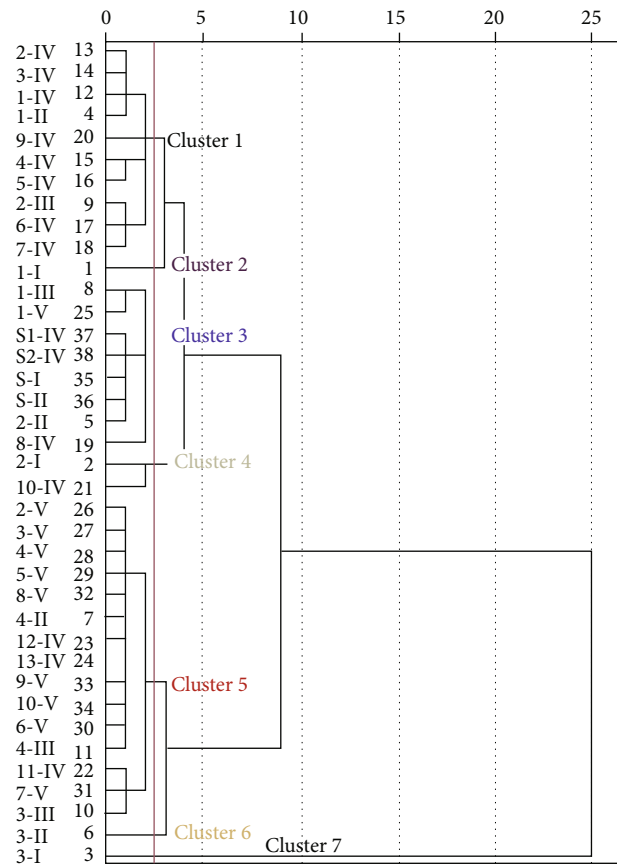 0 5 10 15 20 25
2-IV 13
3-IV 14
1-IV 12
1-II 4
9-IV 20 Cluster 1
4-IV 15
5-IV 16
2-III 9
6-IV 17
7-IV 18
1-I 1 Cluster 2
1-III 8
1-V 25
S1-IV 37 Cluster 3
S2-IV 38
S-I 35
S-II 36
2-II 5
8-IV 19
2-I 2 Cluster 4
10-IV 21
2-V 26
3-V 27
4-V 28
5-V 29
8-V 32
4-II 7
12-IV 23
13-IV 24
9-V 33 Cluster 5
10-V 34
6-V 30
4-III 11
11-IV 22
7-V 31
3-III 10
3-II 6 Cluster 6
3-I 3 Cluster 7